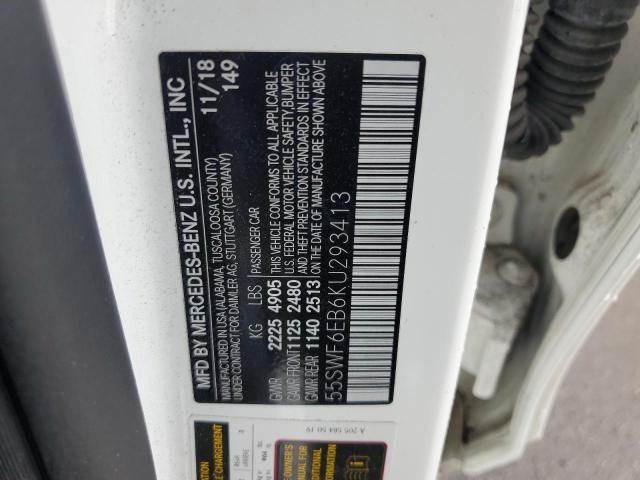 MFD BY MERCEDES-BENZ U.S. INTL., INC 11/18
MANUFACTURED IN USA (ALABAMA, TUSCALOOSA COUNTY) 149
UNDER CONTRACT FOR DAIMLER AG, STUTTGART (GERMANY)
KG LBS PASSENGER CAR
GVWR 2225 4905 THIS VEHICLE CONFORMS TO ALL APPLICABLE
GAWR FRONT 1125 2480 U.S. FEDERAL MOTOR VEHICLE SAFETY, BUMPER
GAWR REAR 1140 2513 AND THEFT PREVENTION STANDARDS IN EFFECT
ON THE DATE OF MANUFACTURE SHOWN ABOVE
55SWF6EB6KU293413
A 205 584 50 19